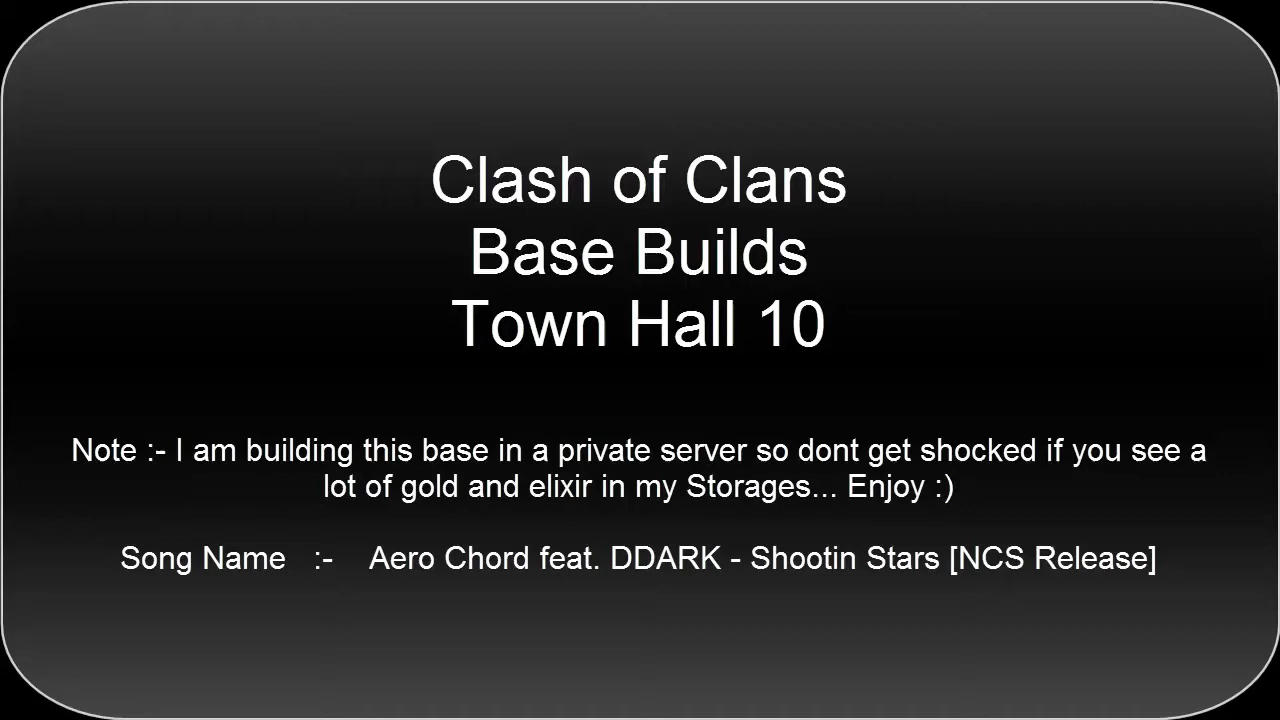 Clash of Clans
Base Builds
Town Hall 10
Note :- I am building this base in a private server so dont get shocked if you see a
lot of gold and elixir in my Storages... Enjoy :)
Song Name :- Aero Chord feat. DDARK - Shootin Stars [NCS Release]